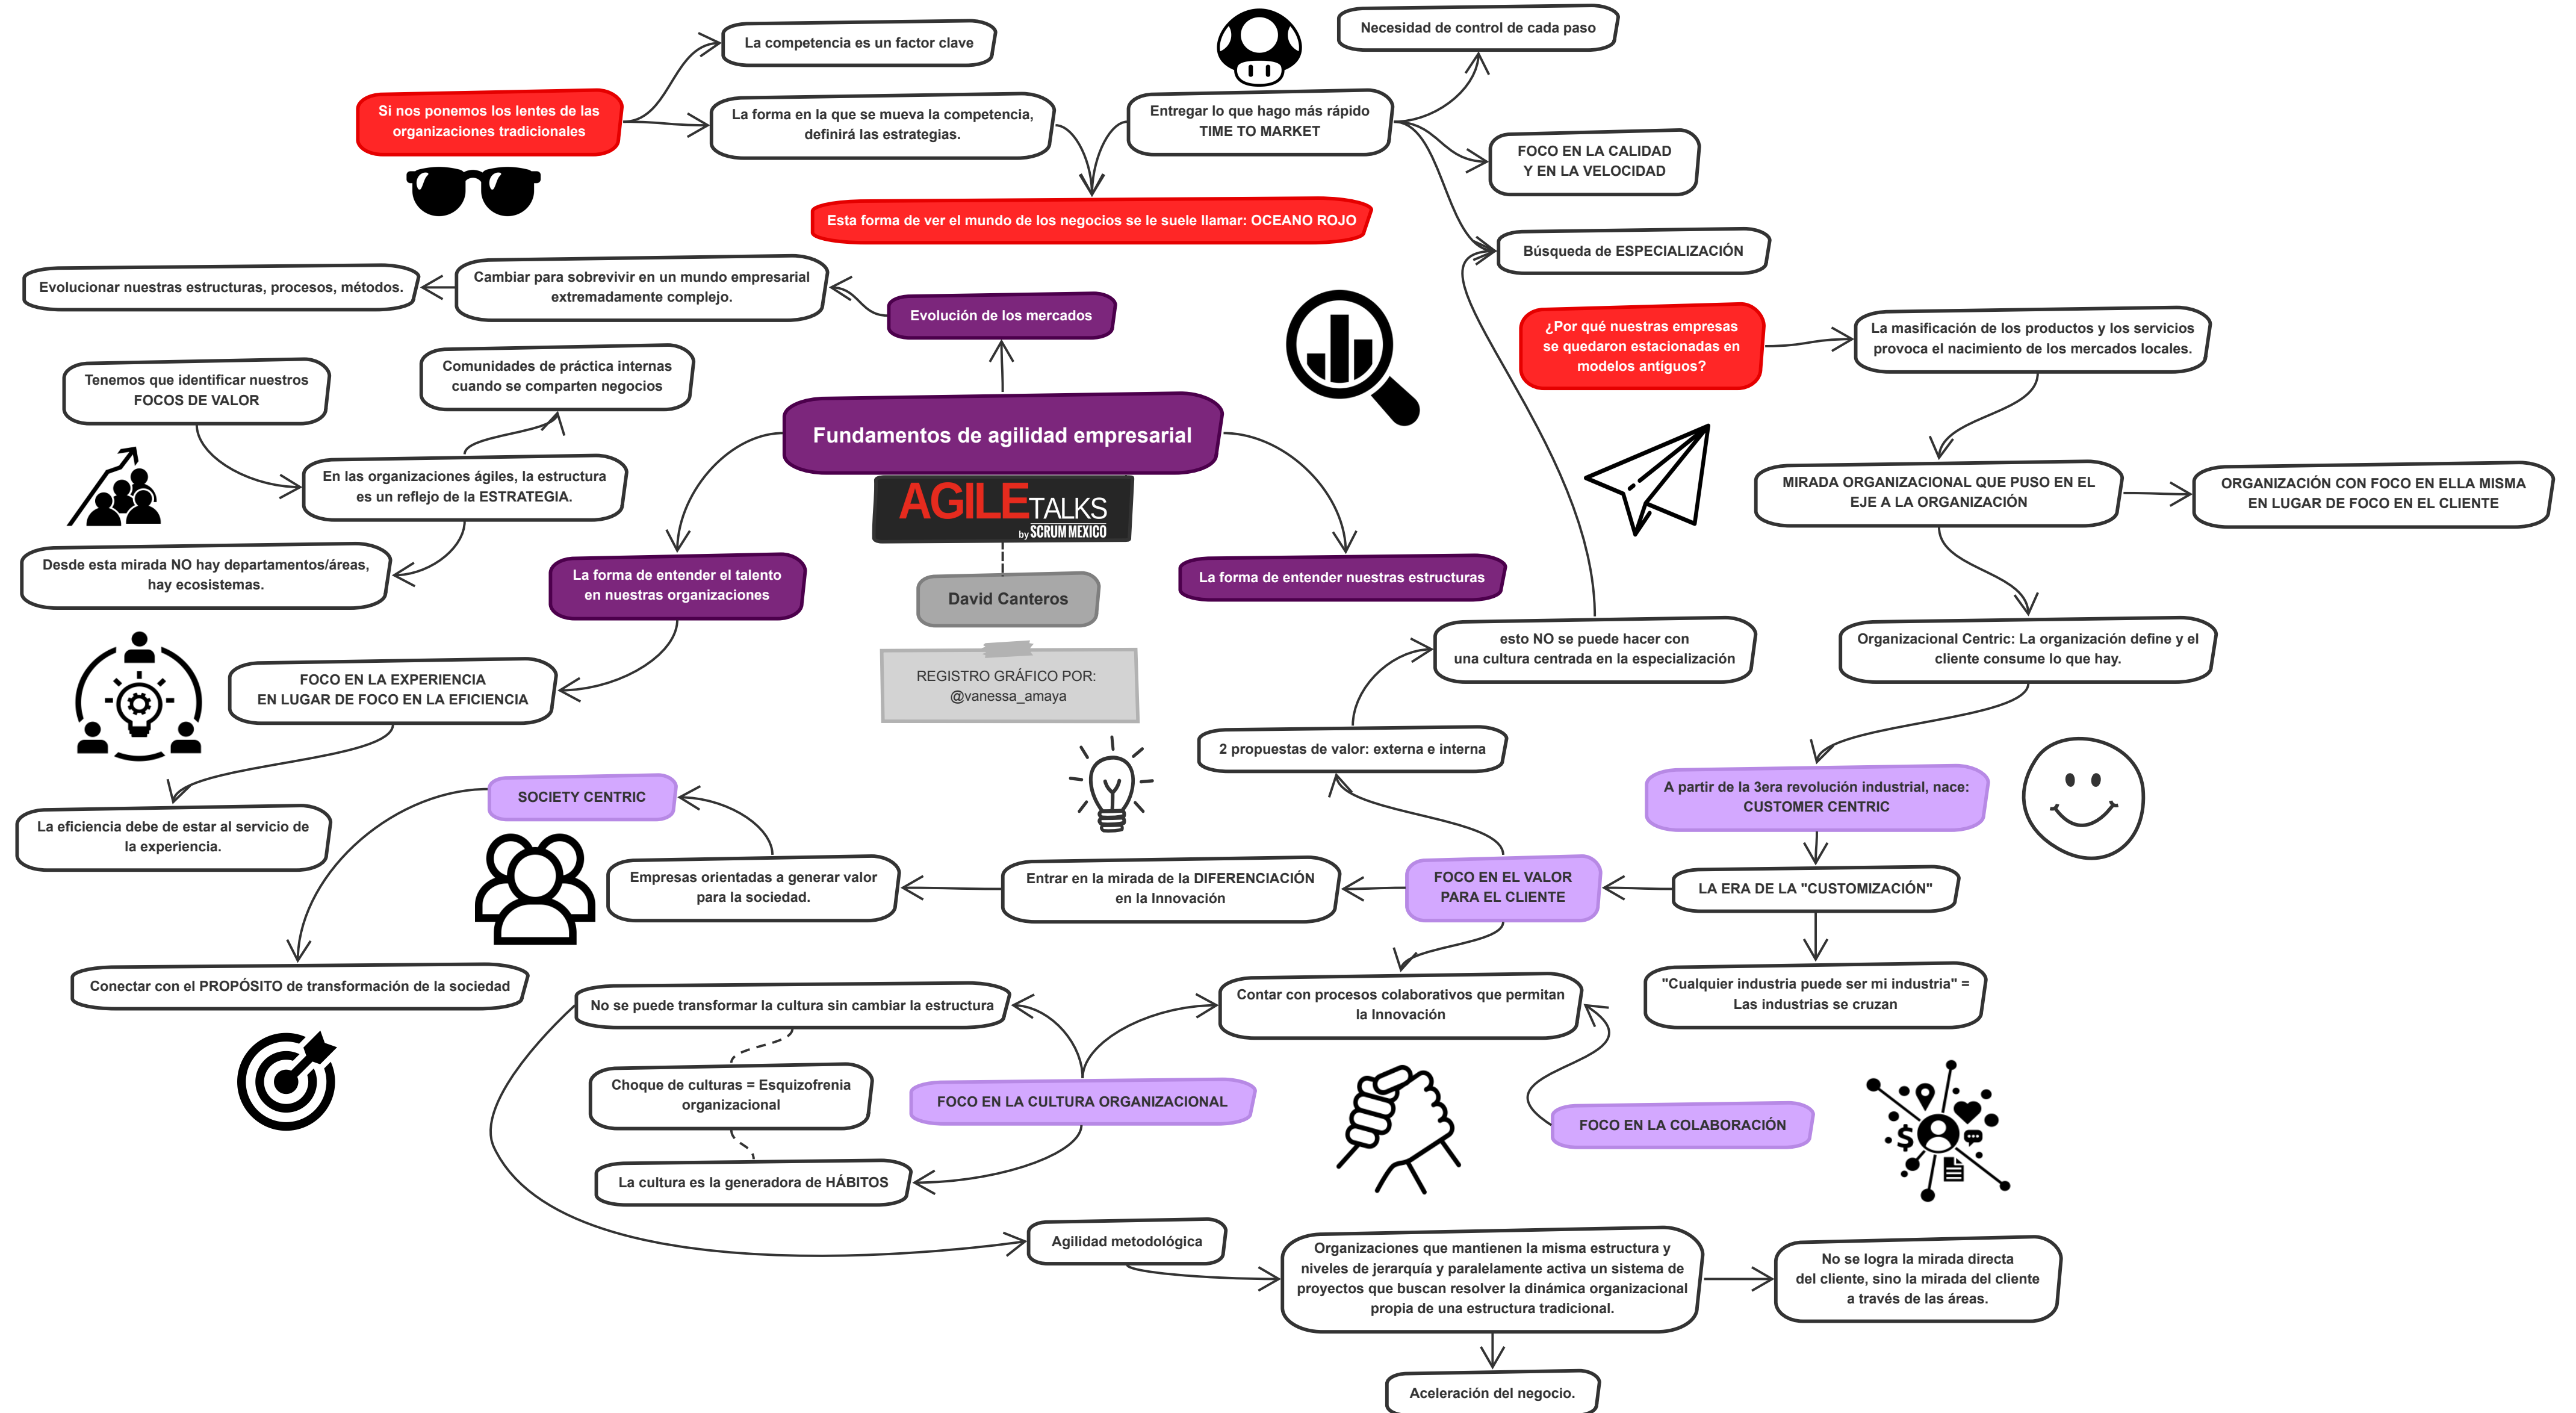 La competencia es un factor clave
Necesidad de control de cada paso
Si nos ponemos los lentes de las
organizaciones tradicionales
La forma en la que se mueva la competencia,
definirá las estrategias.
Entregar lo que hago más rápido
TIME TO MARKET
FOCO EN LA CALIDAD
Y EN LA VELOCIDAD
Esta forma de ver el mundo de los negocios se le suele llamar: OCEANO ROJO
Búsqueda de ESPECIALIZACIÓN
Evolucionar nuestras estructuras, procesos, métodos.
Cambiar para sobrevivir en un mundo empresarial
extremadamente complejo.
Evolución de los mercados
¿Por qué nuestras empresas
se quedaron estacionadas en
modelos antíguos?
La masificación de los productos y los servicios
provoca el nacimiento de los mercados locales.
Tenemos que identificar nuestros
FOCOS DE VALOR
Comunidades de práctica internas
cuando se comparten negocios
Fundamentos de agilidad empresarial
En las organizaciones ágiles, la estructura
es un reflejo de la ESTRATEGIA.
AGILE TALKS
by SCRUM MEXICO
MIRADA ORGANIZACIONAL QUE PUSO EN EL
EJE A LA ORGANIZACIÓN
ORGANIZACIÓN CON FOCO EN ELLA MISMA
EN LUGAR DE FOCO EN EL CLIENTE
Desde esta mirada NO hay departamentos/áreas,
hay ecosistemas.
La forma de entender el talento
en nuestras organizaciones
David Canteros
La forma de entender nuestras estructuras
REGISTRO GRÁFICO POR:
@vanessa_amaya
esto NO se puede hacer con
una cultura centrada en la especialización
Organizacional Centric: La organización define y el
cliente consume lo que hay.
FOCO EN LA EXPERIENCIA
EN LUGAR DE FOCO EN LA EFICIENCIA
2 propuestas de valor: externa e interna
SOCIETY CENTRIC
A partir de la 3era revolución industrial, nace:
CUSTOMER CENTRIC
La eficiencia debe de estar al servicio de
la experiencia.
Empresas orientadas a generar valor
para la sociedad.
Entrar en la mirada de la DIFERENCIACIÓN
en la Innovación
FOCO EN EL VALOR
PARA EL CLIENTE
LA ERA DE LA "CUSTOMIZACIÓN"
Conectar con el PROPÓSITO de transformación de la sociedad
No se puede transformar la cultura sin cambiar la estructura
Contar con procesos colaborativos que permitan
la Innovación
"Cualquier industria puede ser mi industria" =
Las industrias se cruzan
Choque de culturas = Esquizofrenia
organizacional
FOCO EN LA CULTURA ORGANIZACIONAL
FOCO EN LA COLABORACIÓN
$
La cultura es la generadora de HÁBITOS
Agilidad metodológica
Organizaciones que mantienen la misma estructura y
niveles de jerarquía y paralelamente activa un sistema de
proyectos que buscan resolver la dinámica organizacional
propia de una estructura tradicional.
No se logra la mirada directa
del cliente, sino la mirada del cliente
a través de las áreas.
Aceleración del negocio.